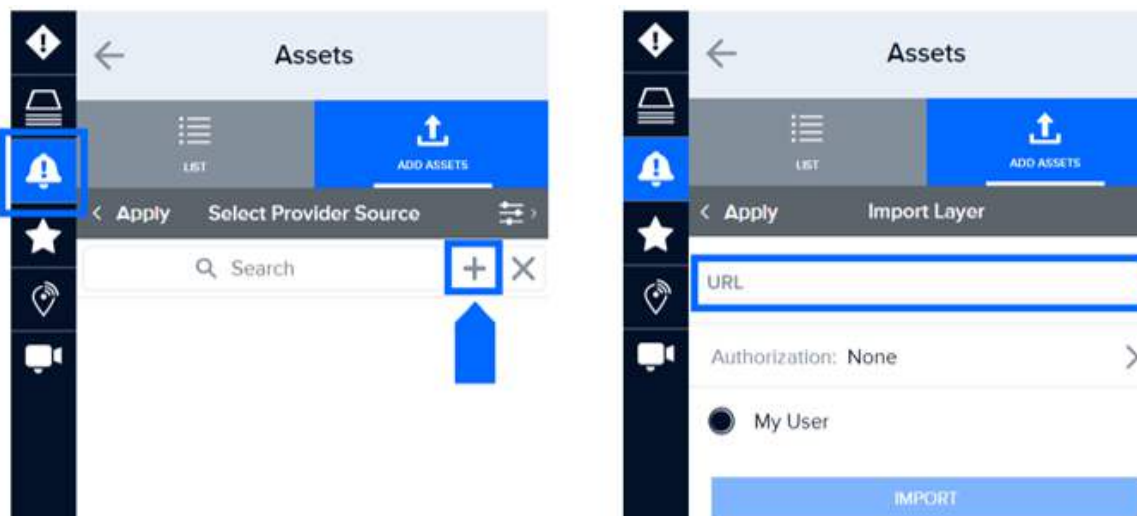 Assets
LIST
ADD ASSETS
< Apply
Select Provider Source
Search
Assets
LIST
ADD ASSETS
< Apply
Import Layer
URL
Authorization: None
My User
IMPORT